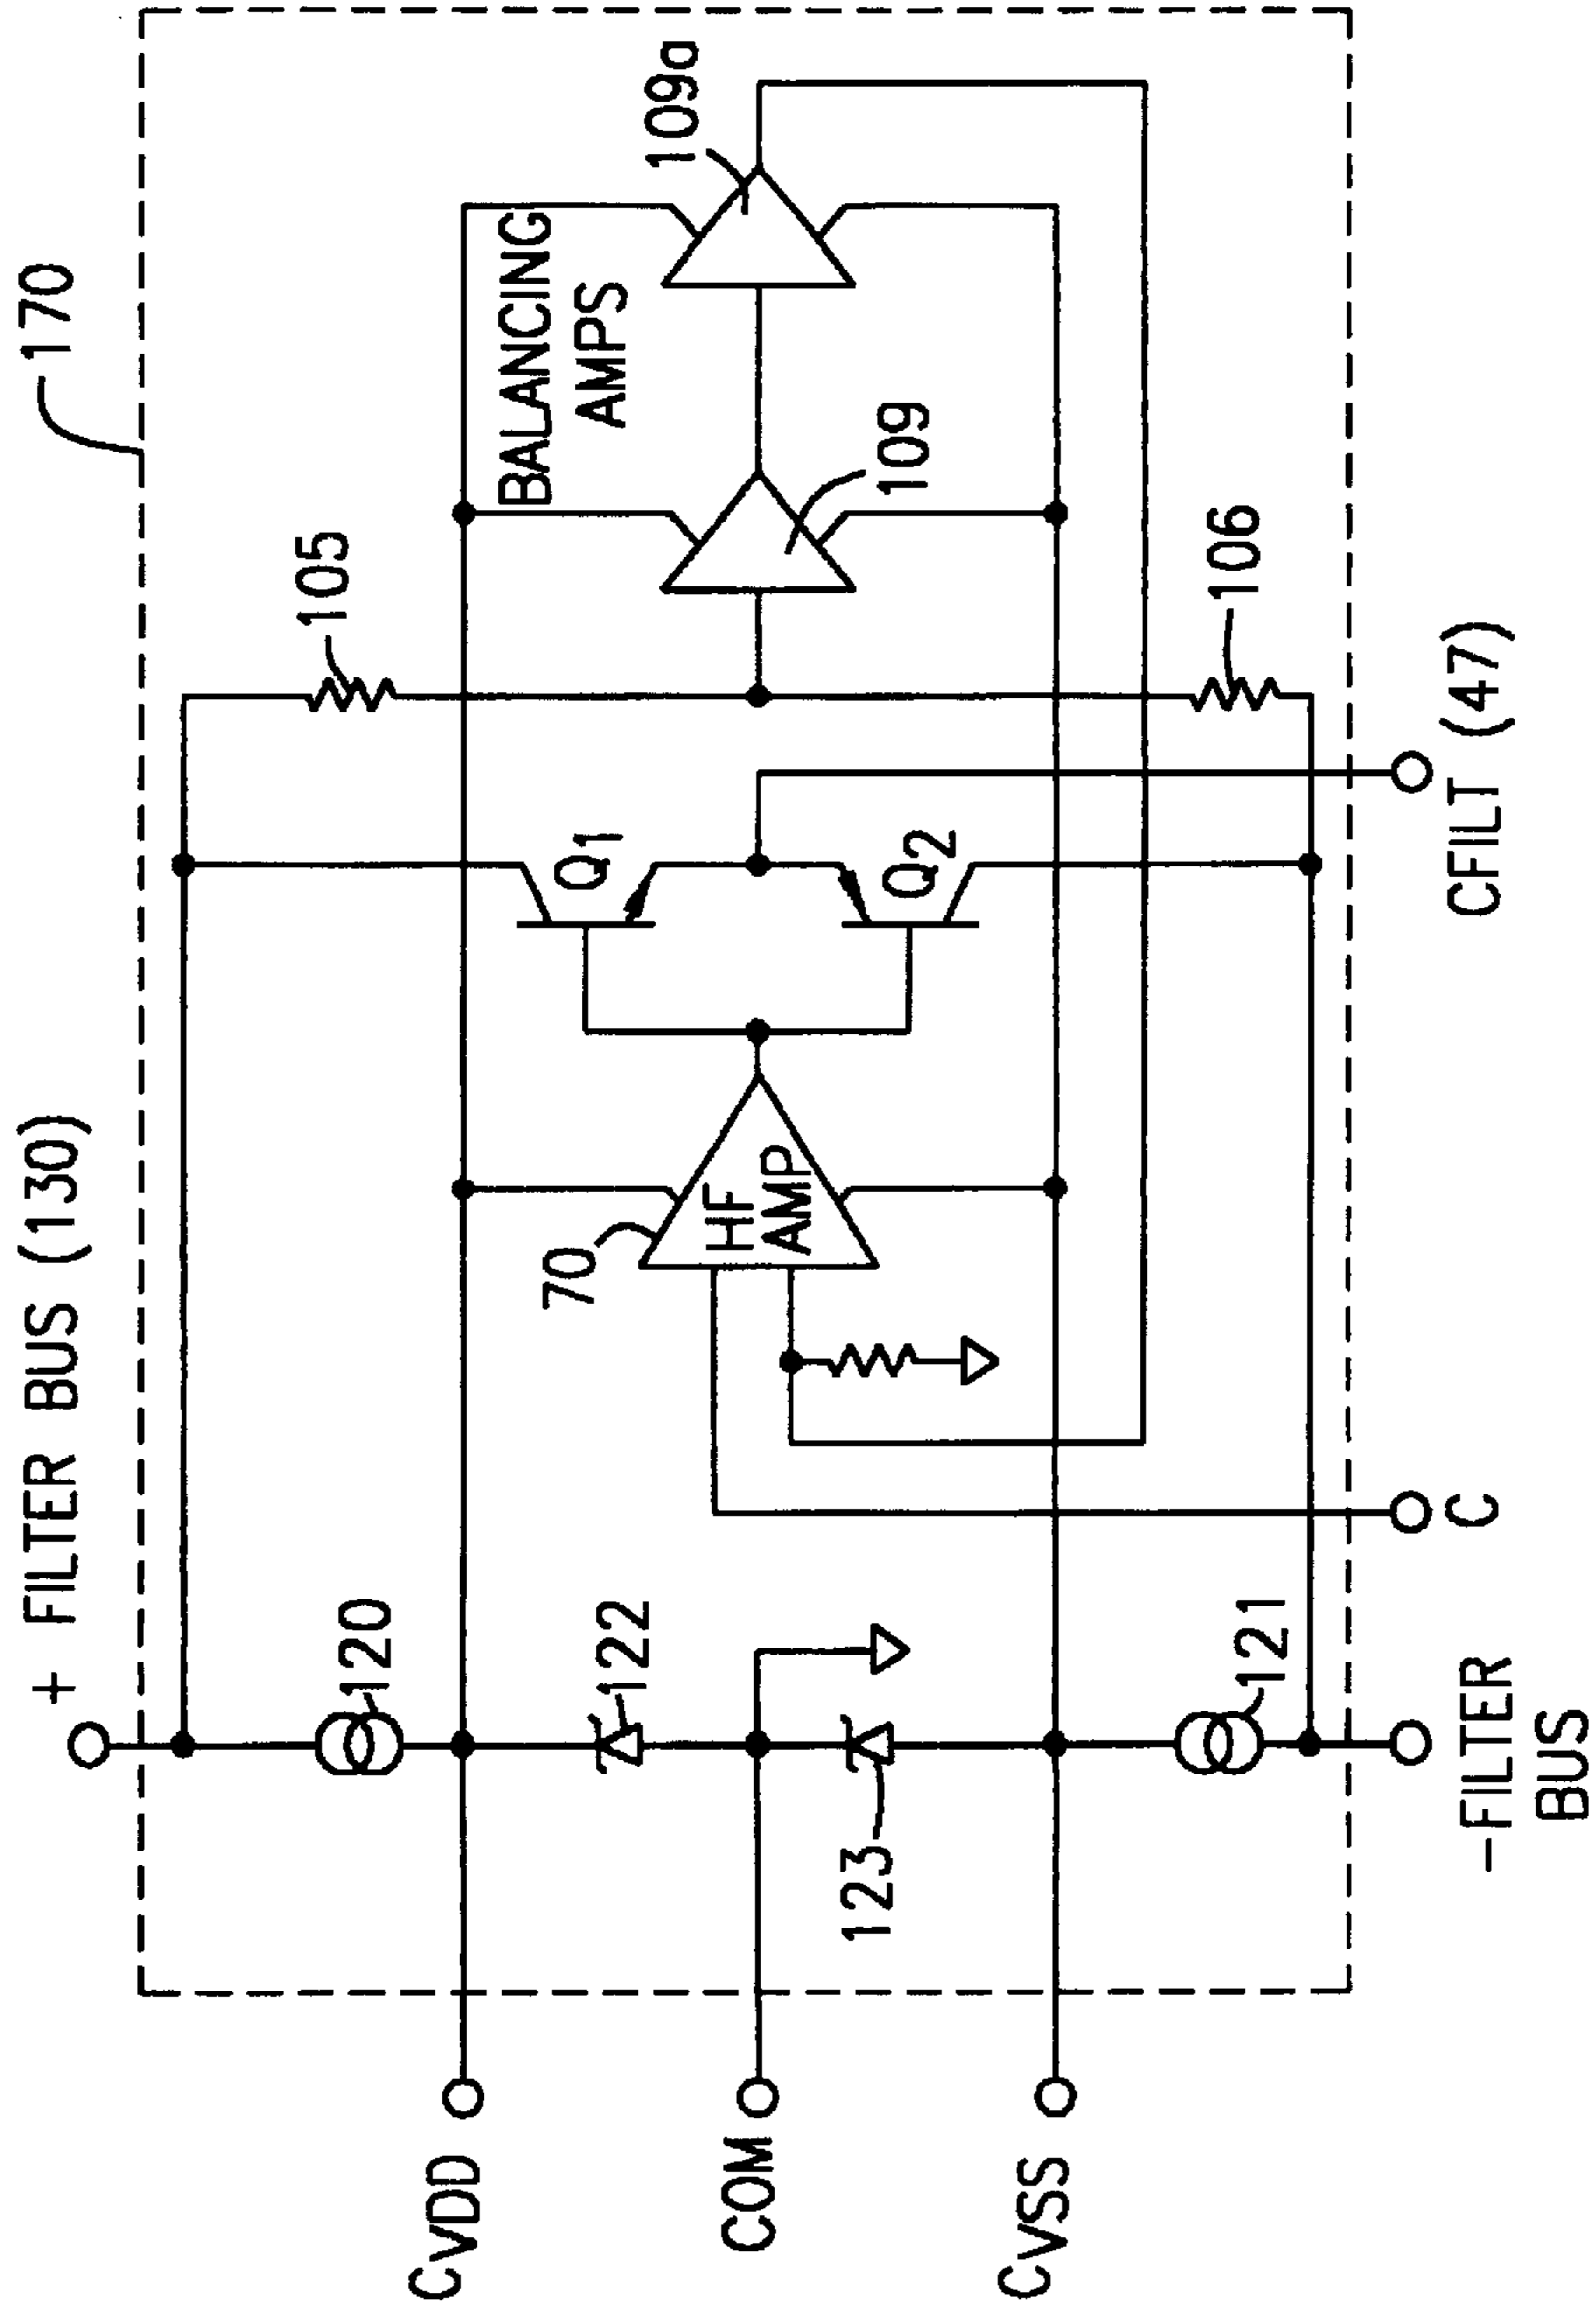 170
+ FILTER BUS (130)
105
109a
BALANCING
AMPS
109
106
Q1
Q2
70
HF
AMP
120
122
123
121
CVDD
COM
CVSS
-FILTER
BUS
C
CFILT (47)